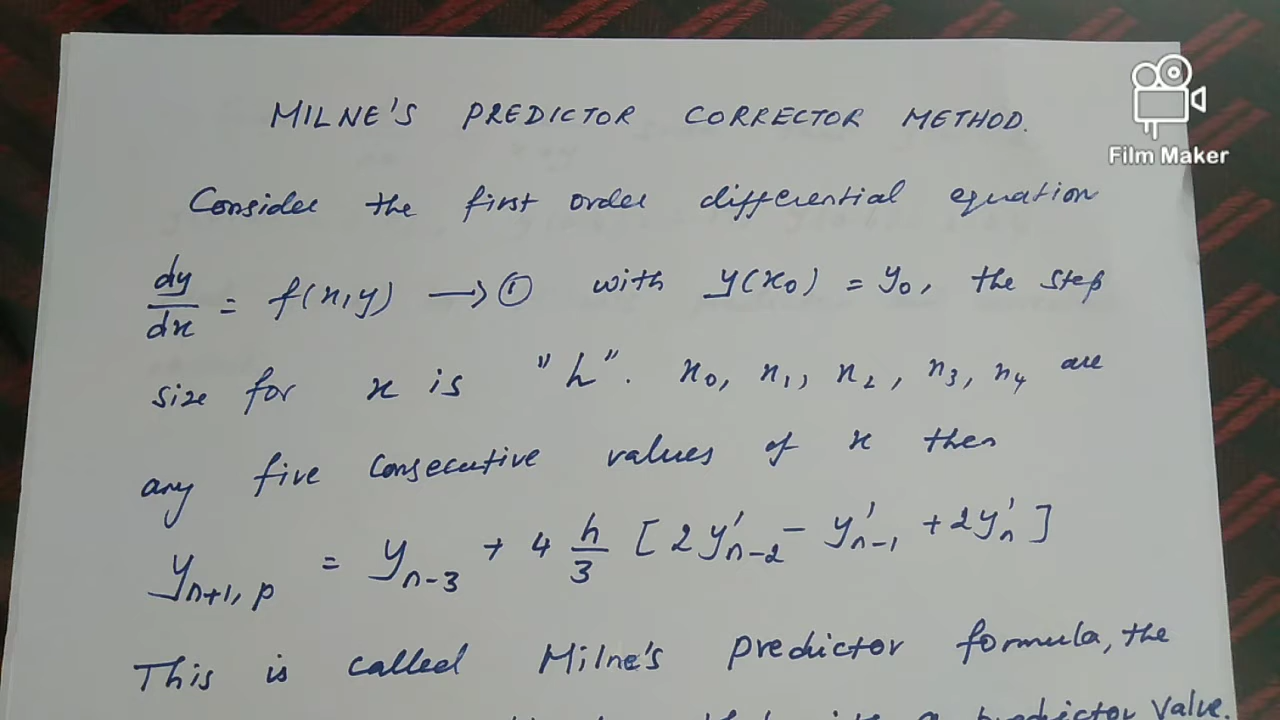 MILNE'S PREDICTOR CORRECTOR METHOD.
Film Maker
Consider the first order differential equation
dy/dx = f(x,y) → ① with y(x₀) = y₀, the step
size for x is "h". x₀, x₁, x₂, x₃, x₄ are
any five consecutive values of x then
yₙ₊₁,ₚ = yₙ₋₃ + 4 h/3 [2y'ₙ₋₂ - y'ₙ₋₁ + 2y'ₙ]
This is called Milne's predictor formula, the
a predictor value.